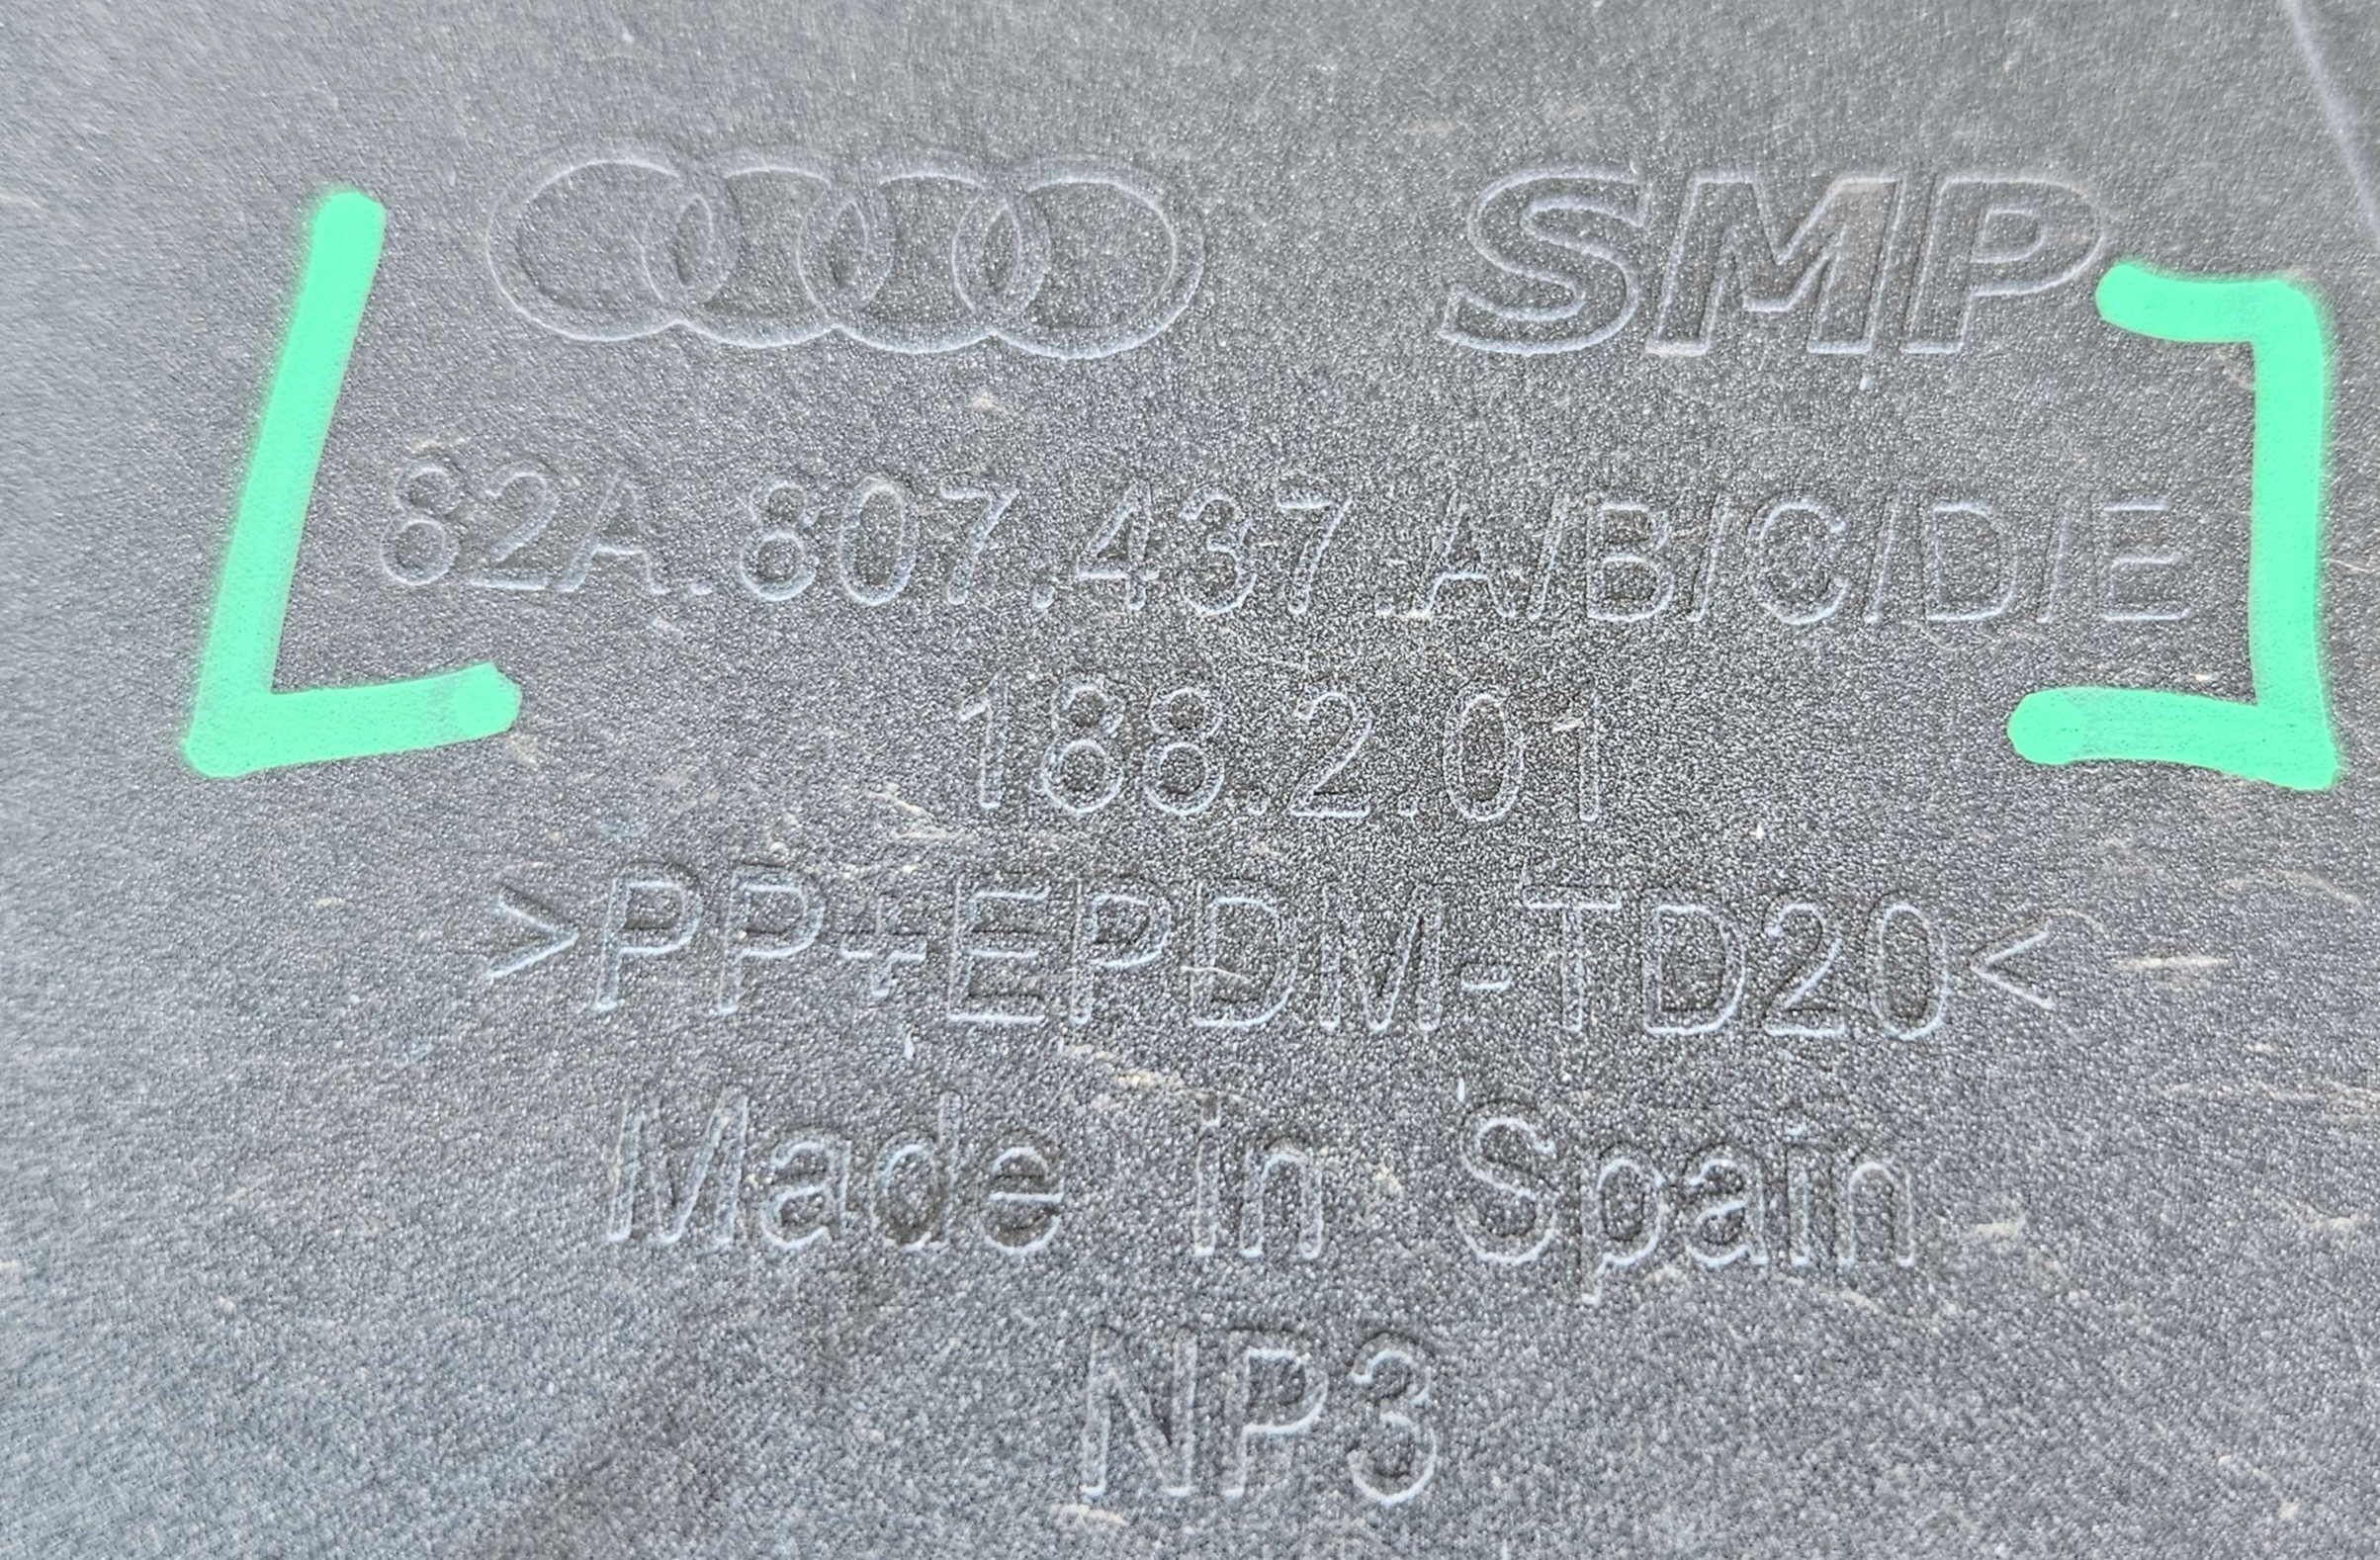 SMP
82A.807.437.A/B/C/D/E
188.2.01
>PP+EPDM-TD20<
Made in Spain
NP3